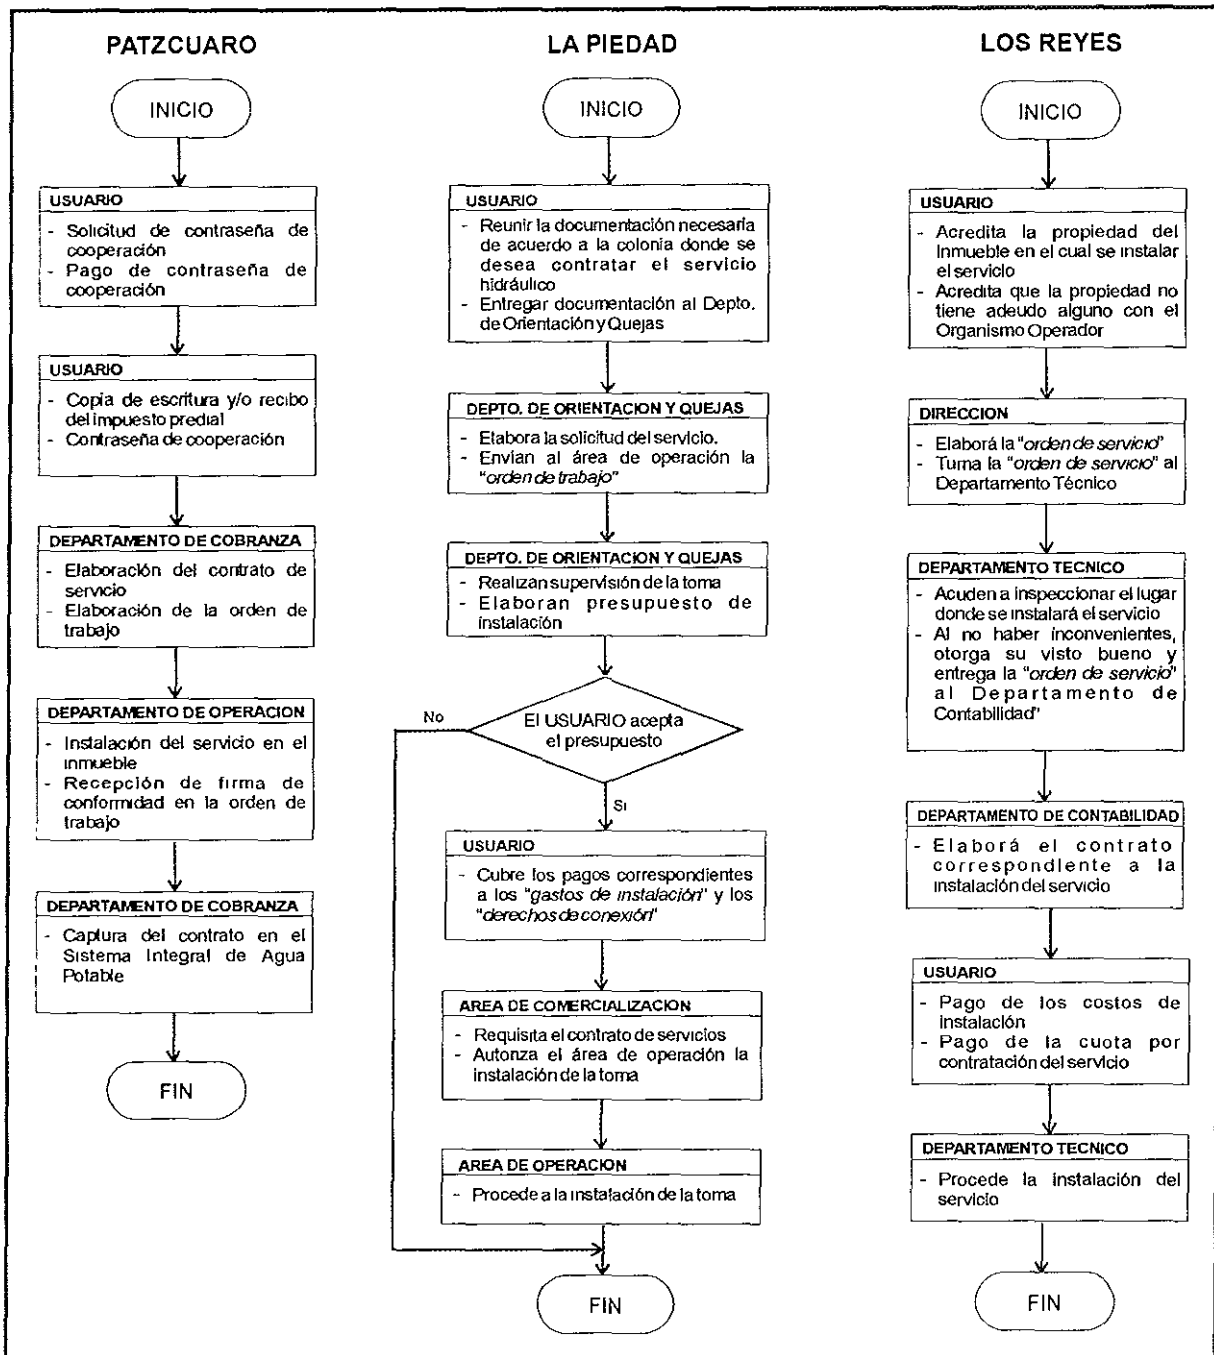 PATZCUARO
INICIO
USUARIO
- Solicitud de contraseña de
cooperación
- Pago de contraseña de
cooperación
USUARIO
- Copia de escritura y/o recibo
del impuesto predial
- Contraseña de cooperación
DEPARTAMENTO DE COBRANZA
- Elaboración del contrato de
servicio
- Elaboración de la orden de
trabajo
DEPARTAMENTO DE OPERACION
- Instalación del servicio en el
inmueble
- Recepción de firma de
conformidad en la orden de
trabajo
DEPARTAMENTO DE COBRANZA
- Captura del contrato en el
Sistema Integral de Agua
Potable
FIN
LA PIEDAD
INICIO
USUARIO
- Reunir la documentación necesaria
de acuerdo a la colonia donde se
desea contratar el servicio
hidráulico
- Entregar documentación al Depto.
de Orientación y Quejas
DEPTO. DE ORIENTACION Y QUEJAS
- Elabora la solicitud del servicio.
- Envían al área de operación la
"orden de trabajo"
DEPTO. DE ORIENTACION Y QUEJAS
- Realizan supervisión de la toma
- Elaboran presupuesto de
instalación
El USUARIO acepta
el presupuesto
No
Si
USUARIO
- Cubre los pagos correspondientes
a los "gastos de instalación" y los
"derechos de conexión"
AREA DE COMERCIALIZACION
- Requisita el contrato de servicios
- Autoriza el área de operación la
instalación de la toma
AREA DE OPERACION
- Procede a la instalación de la toma
FIN
LOS REYES
INICIO
USUARIO
- Acredita la propiedad del
Inmueble en el cual se instalar
el servicio
- Acredita que la propiedad no
tiene adeudo alguno con el
Organismo Operador
DIRECCION
- Elaborá la "orden de servicio"
- Turna la "orden de servicio" al
Departamento Técnico
DEPARTAMENTO TECNICO
- Acuden a inspeccionar el lugar
donde se instalará el servicio
- Al no haber inconvenientes,
otorga su visto bueno y
entrega la "orden de servicio"
al Departamento de
Contabilidad"
DEPARTAMENTO DE CONTABILIDAD
- Elaborá el contrato
correspondiente a la
instalación del servicio
USUARIO
- Pago de los costos de
instalación
- Pago de la cuota por
contratación del servicio
DEPARTAMENTO TECNICO
- Procede la instalación del
servicio
FIN